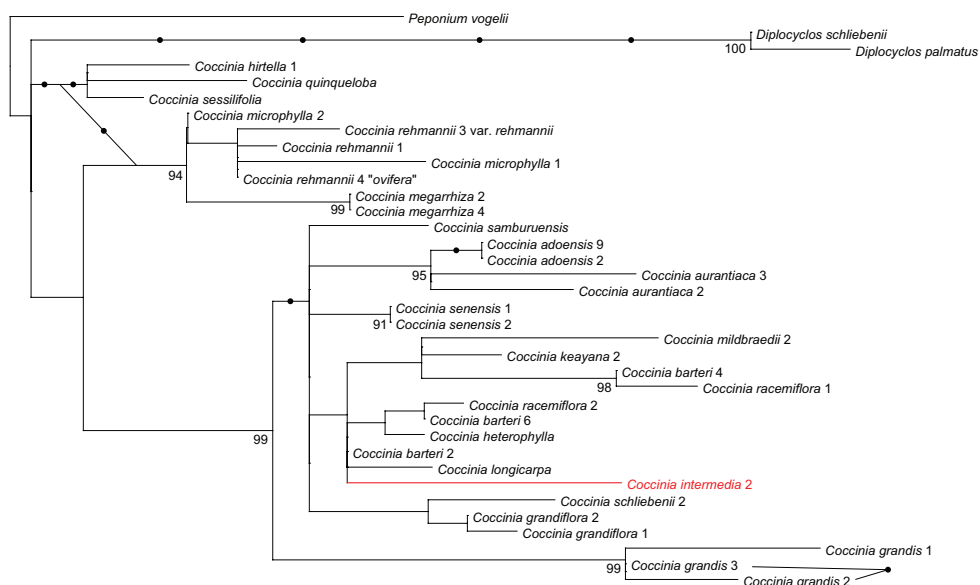 Peponium vogelii
Diplocyclos schliebenii
100
Diplocyclos palmatus
Coccinia hirtella 1
Coccinia quinqueloba
Coccinia sessilifolia
Coccinia microphylla 2
Coccinia rehmannii 3 var. rehmannii
Coccinia rehmannii 1
Coccinia microphylla 1
94
Coccinia rehmannii 4 "ovifera"
Coccinia megarrhiza 2
99
Coccinia megarrhiza 4
Coccinia samburuensis
Coccinia adoensis 9
Coccinia adoensis 2
95
Coccinia aurantiaca 3
Coccinia aurantiaca 2
Coccinia senensis 1
91
Coccinia senensis 2
Coccinia mildbraedii 2
Coccinia keayana 2
Coccinia barteri 4
98
Coccinia racemiflora 1
Coccinia racemiflora 2
Coccinia barteri 6
Coccinia heterophylla
99
Coccinia barteri 2
Coccinia longicarpa
Coccinia intermedia 2
Coccinia schliebenii 2
Coccinia grandiflora 2
Coccinia grandiflora 1
Coccinia grandis 1
99
Coccinia grandis 3
Coccinia grandis 2